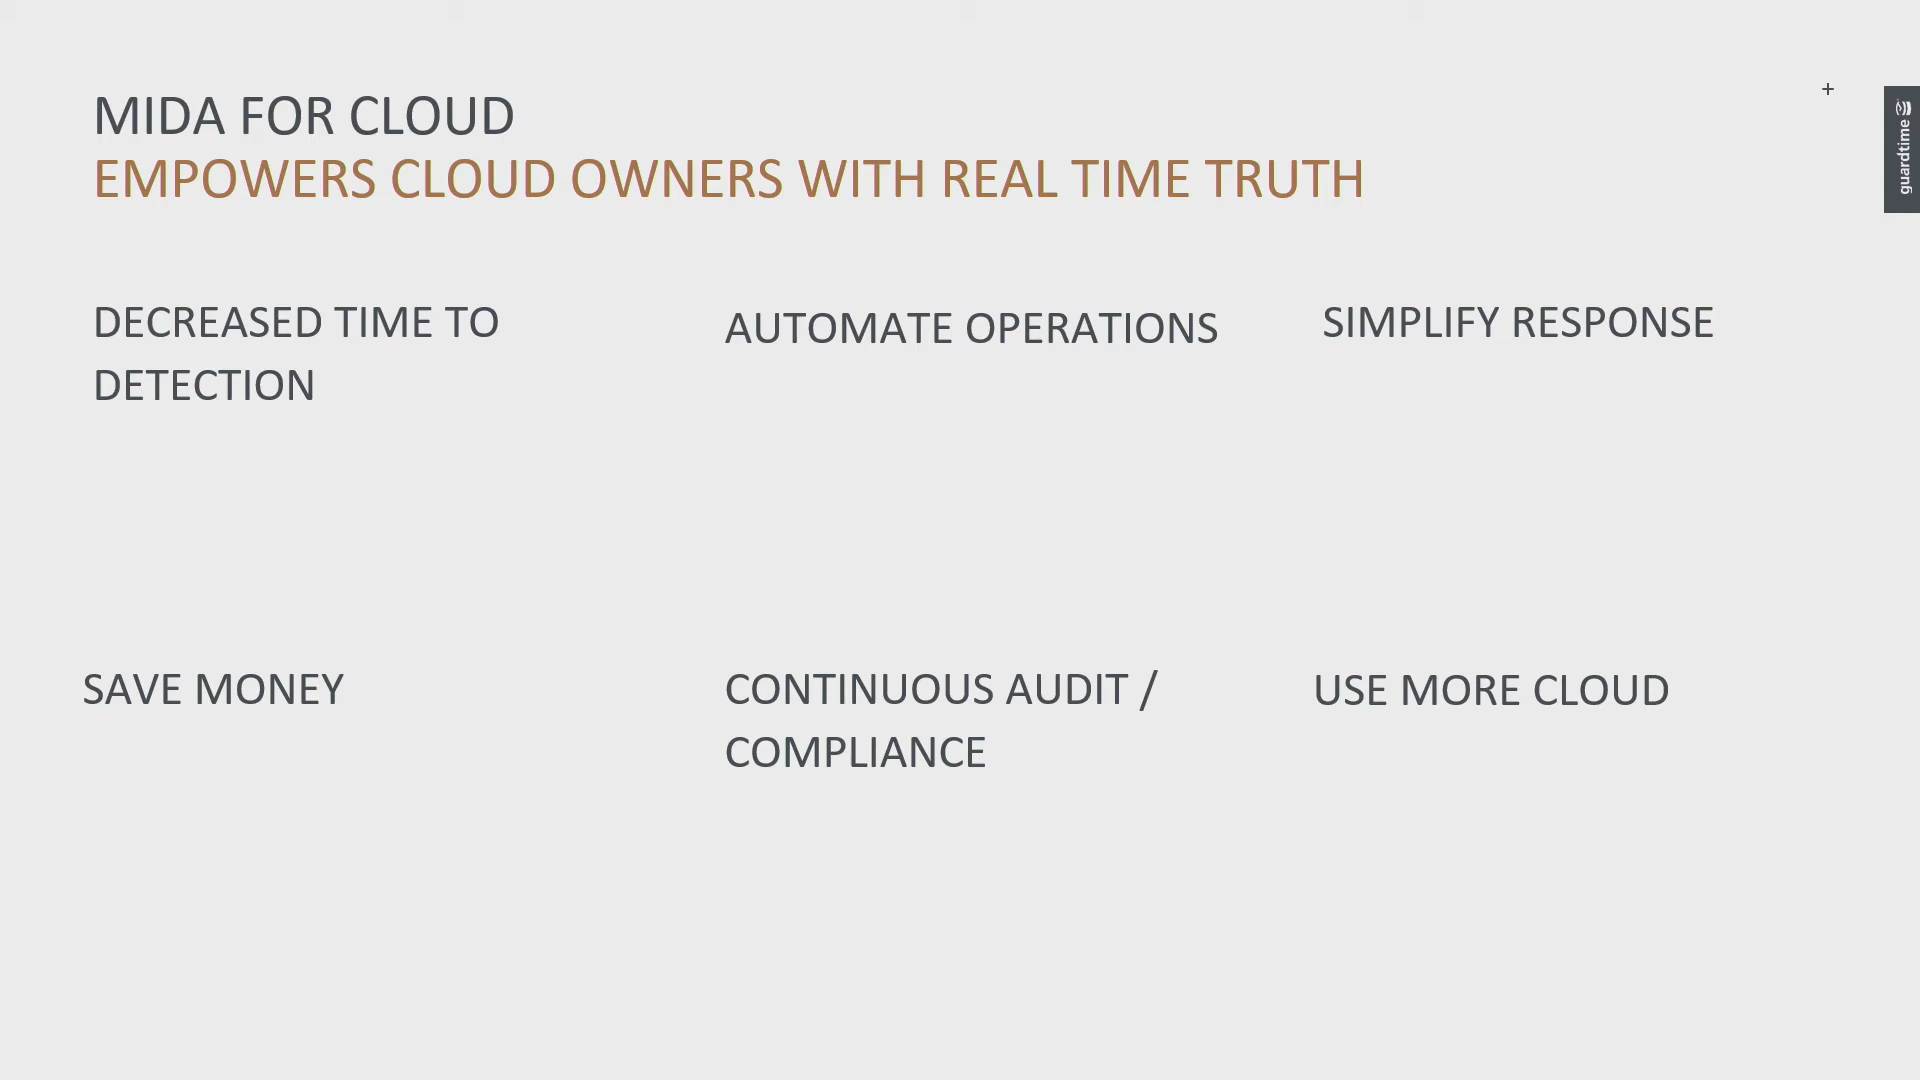 MIDA FOR CLOUD
EMPOWERS CLOUD OWNERS WITH REAL TIME TRUTH
+
guardtime
DECREASED TIME TO
DETECTION
AUTOMATE OPERATIONS
SIMPLIFY RESPONSE
SAVE MONEY
CONTINUOUS AUDIT /
COMPLIANCE
USE MORE CLOUD